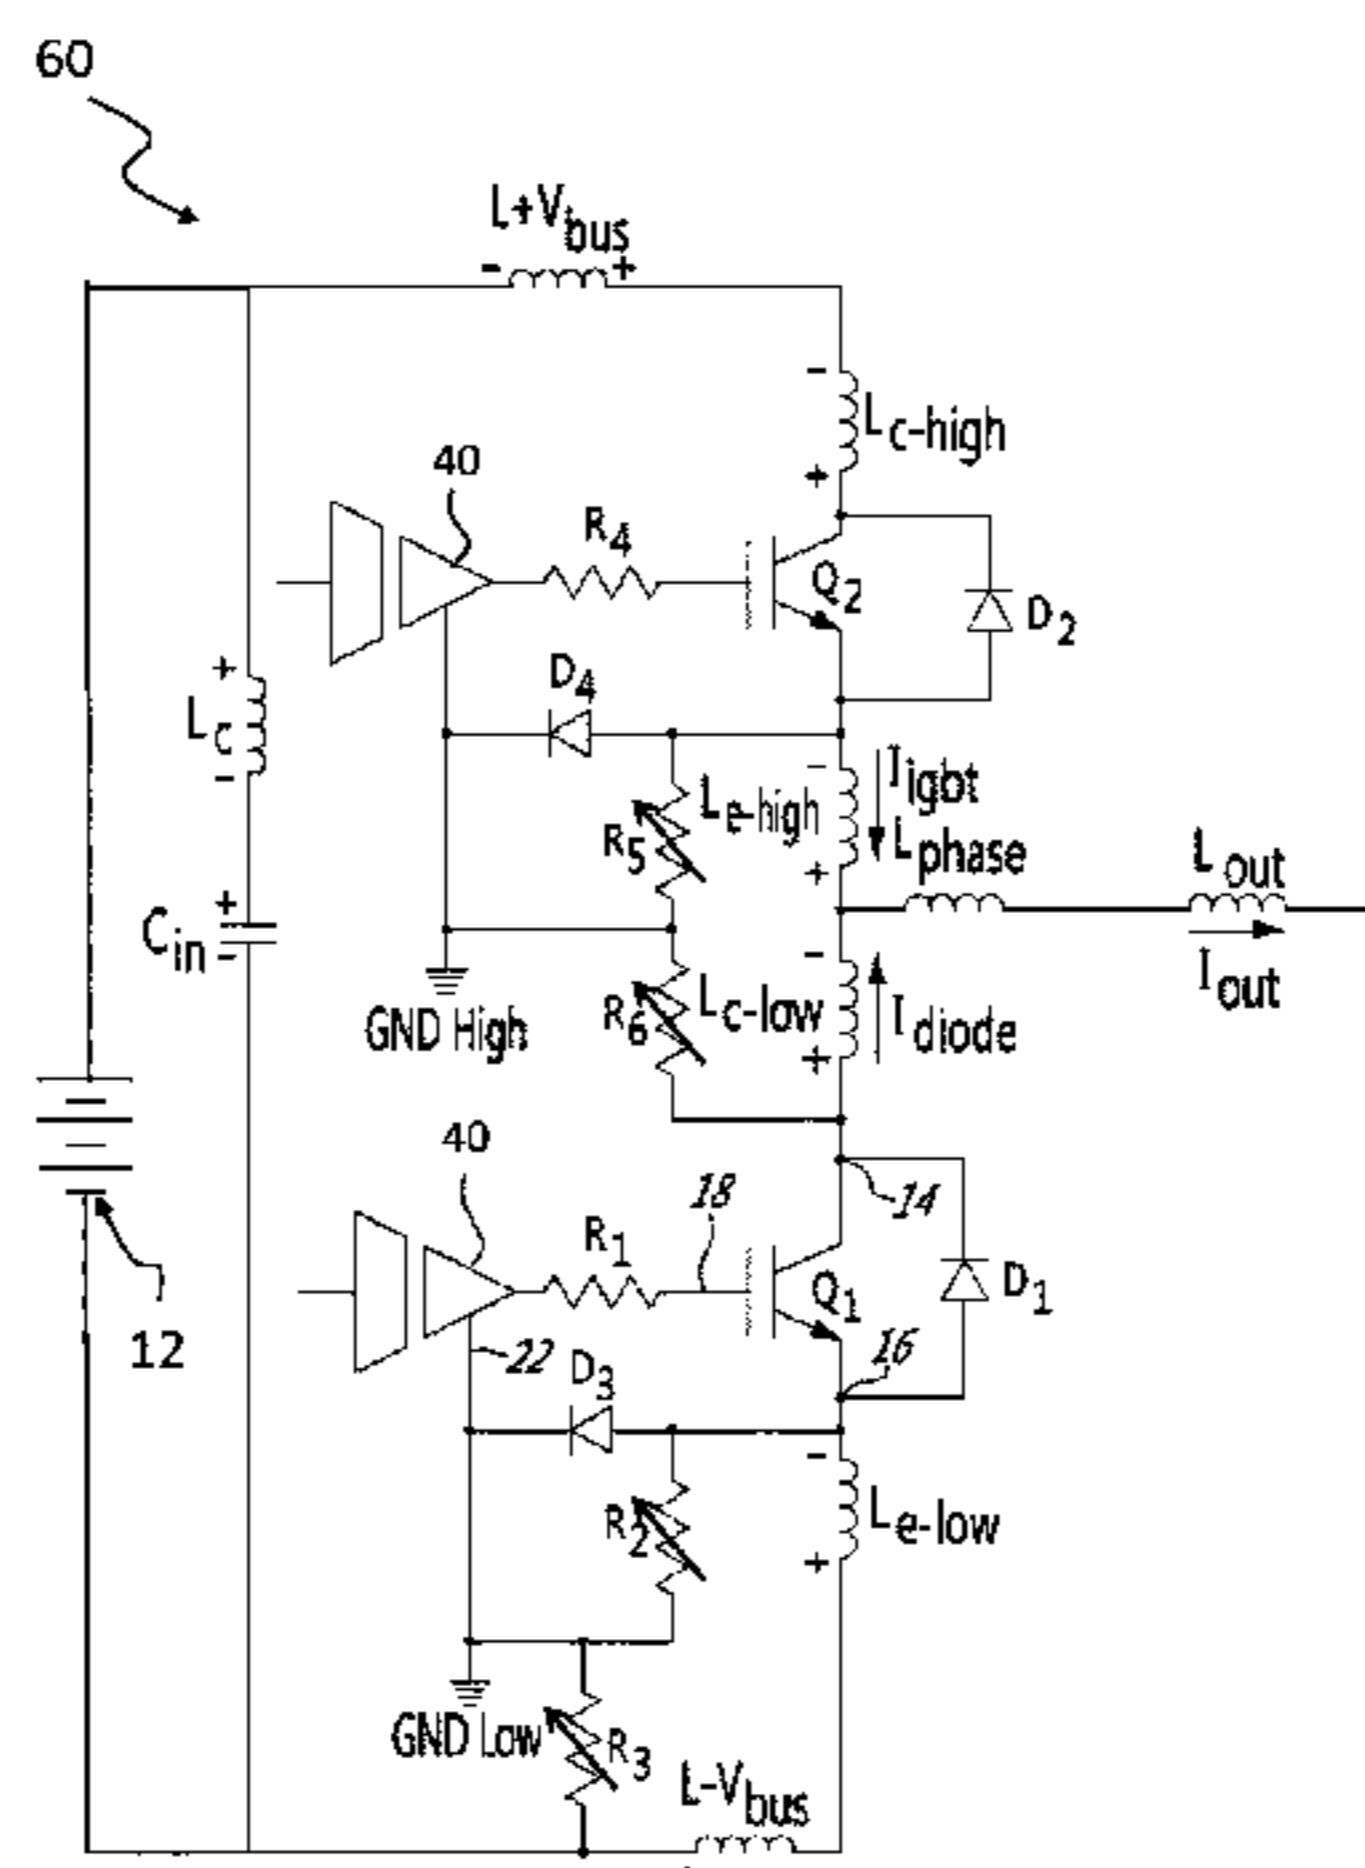 60
L+Vbus
- +
-
Lc-high
+
40
R4
Q2
D2
D4
+
Lc
-
-
Iigbt
Le-high
R5
Lphase
+
Lout
+
Cin
-
-
Iout
GND High
R6
Lc-low
Idiode
+
40
18
14
R1
Q1
D1
12
22
16
D3
-
R2
Le-low
+
GND Low
R3
L-Vbus